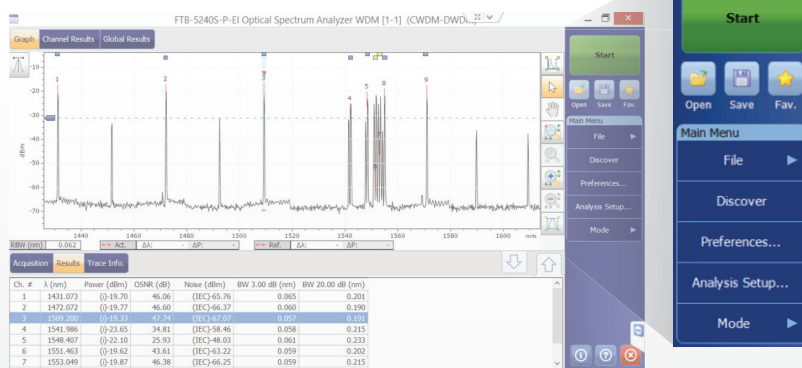 FTB-5240S-P-EI Optical Spectrum Analyzer WDM [1-1] (CWDM-DWD
Graph Channel Results Global Results
-10
-20
-30
-40
-50
-60
-70
dBm
1 2 3 4 5 8 9
1440 1460 1480 1500 1520 1540 1560 1580 1600 nm
RBW (nm) 0.062 Act. Δλ: - ΔP: - Ref. Δλ: - ΔP: -
Acquisition Results Trace Info.
Ch. # λ (nm) Power (dBm) OSNR (dB) Noise (dBm) BW 3.00 dB (nm) BW 20.00 dB (nm)
1 1431.073 (i)-19.70 46.06 (IEC)-65.76 0.065 0.201
2 1472.072 (i)-19.77 46.60 (IEC)-66.37 0.060 0.190
3 1509.200 (i)-19.33 47.74 (IEC)-67.07 0.057 0.191
4 1541.986 (i)-23.65 34.81 (IEC)-58.46 0.058 0.215
5 1548.407 (i)-22.10 25.93 (IEC)-48.03 0.061 0.233
6 1551.463 (i)-19.62 43.61 (IEC)-63.22 0.059 0.202
7 1553.049 (i)-19.87 46.38 (IEC)-66.25 0.059 0.215
Start
Open Save Fav.
Main Menu
File
Discover
Preferences...
Analysis Setup...
Mode
Start
Open Save Fav.
Main Menu
File
Discover
Preferences...
Analysis Setup...
Mode